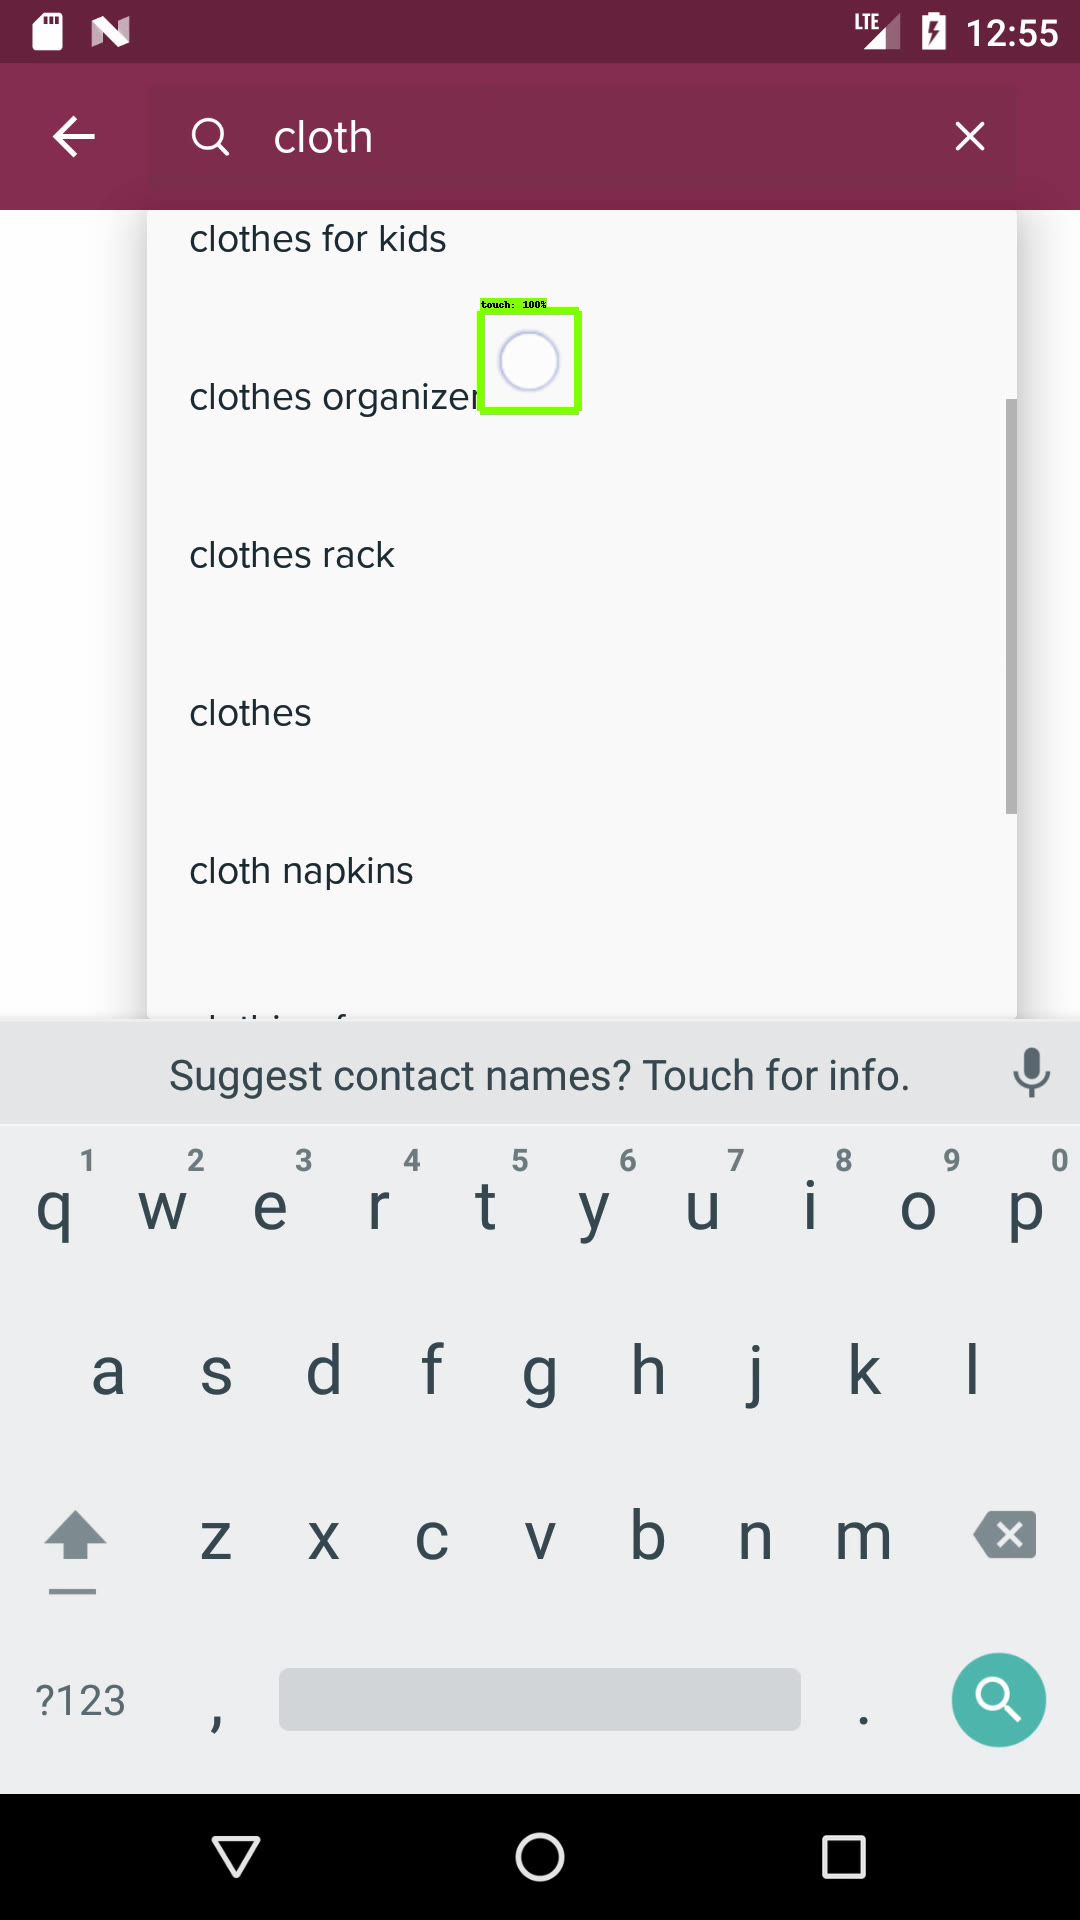 LTE 12:55
cloth
clothes for kids
touch: 100%
clothes organizer
clothes rack
clothes
cloth napkins
Suggest contact names? Touch for info.
1 2 3 4 5 6 7 8 9 0
q w e r t y u i o p
a s d f g h j k l
z x c v b n m
?123 , .